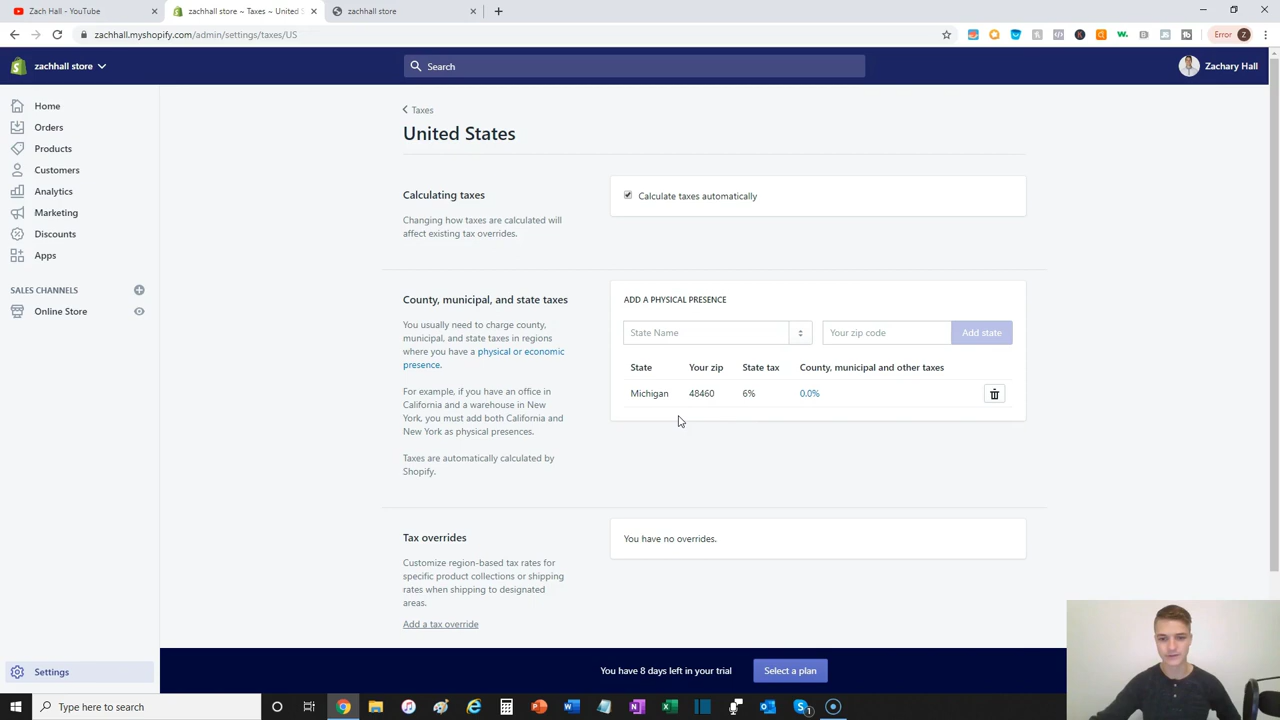 Zach Hall - YouTube
zachhall store ~ Taxes ~ United S
zachhall store
zachhall.myshopify.com/admin/settings/taxes/US
Error Z
zachhall store
Search
Zachary Hall
Home
Orders
Products
Customers
Analytics
Marketing
Discounts
Apps
SALES CHANNELS
Online Store
Settings
Taxes
United States
Calculating taxes
Changing how taxes are calculated will
affect existing tax overrides.
Calculate taxes automatically
County, municipal, and state taxes
You usually need to charge county,
municipal, and state taxes in regions
where you have a physical or economic
presence.
For example, if you have an office in
California and a warehouse in New
York, you must add both California and
New York as physical presences.
Taxes are automatically calculated by
Shopify.
ADD A PHYSICAL PRESENCE
State Name
Your zip code
Add state
State Your zip State tax County, municipal and other taxes
Michigan 48460 6% 0.0%
Tax overrides
Customize region-based tax rates for
specific product collections or shipping
rates when shipping to designated
areas.
Add a tax override
You have no overrides.
You have 8 days left in your trial
Select a plan
Type here to search